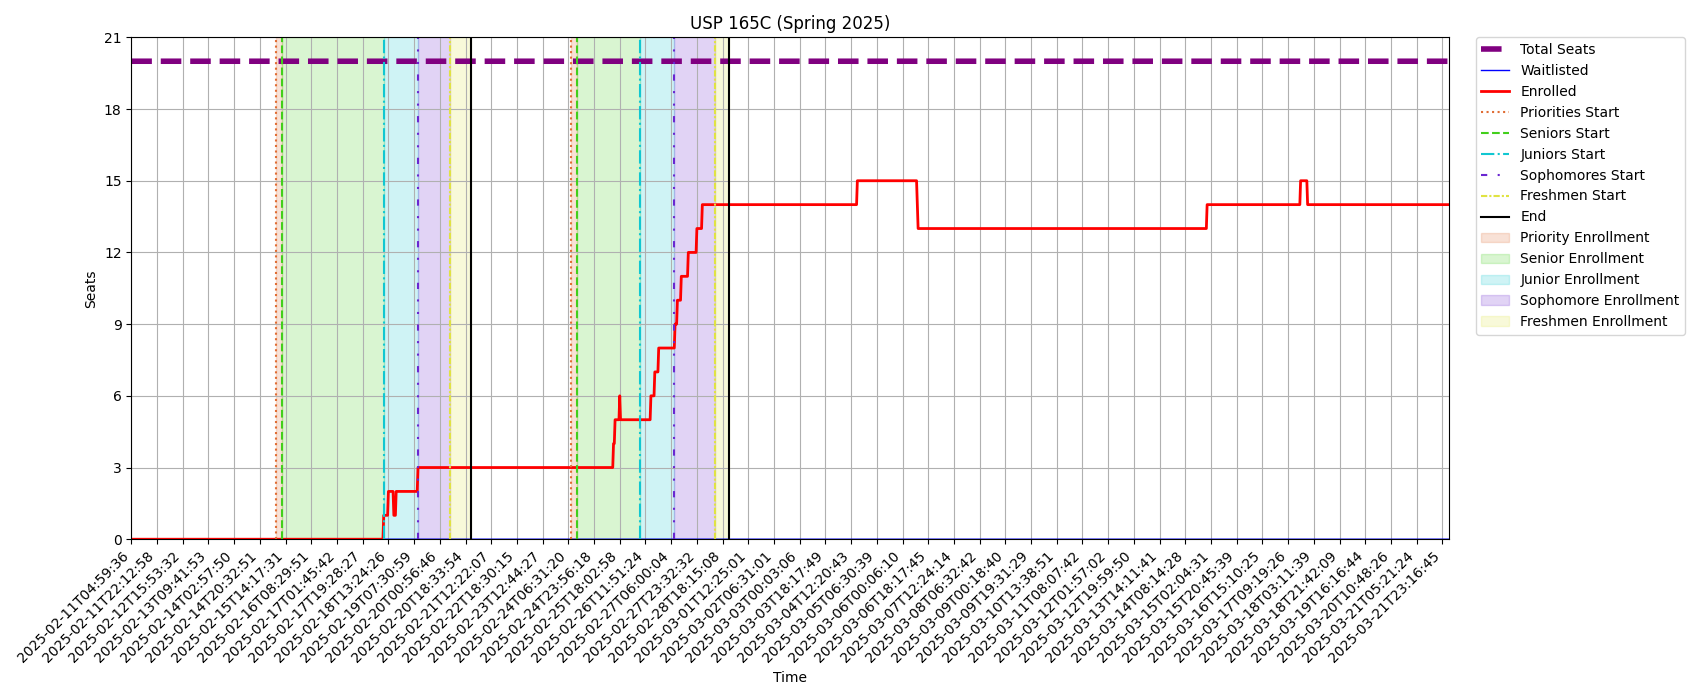 USP 165C (Spring 2025)
21
18
15
12
9
6
3
0
Seats
2025-02-11T04:59:36
2025-02-11T22:12:58
2025-02-12T15:53:32
2025-02-13T09:41:53
2025-02-14T02:57:50
2025-02-14T20:32:51
2025-02-15T14:17:31
2025-02-16T08:29:51
2025-02-17T01:45:42
2025-02-17T19:28:27
2025-02-18T13:24:26
2025-02-19T07:30:59
2025-02-20T00:56:46
2025-02-20T18:33:54
2025-02-21T12:22:07
2025-02-22T18:30:15
2025-02-23T12:44:27
2025-02-24T06:31:20
2025-02-24T23:56:18
2025-02-25T18:02:58
2025-02-26T11:51:24
2025-02-27T06:00:04
2025-02-27T23:32:32
2025-02-28T18:15:08
2025-03-01T12:25:01
2025-03-02T06:31:01
2025-03-03T00:03:06
2025-03-03T18:17:49
2025-03-04T12:20:43
2025-03-05T06:30:39
2025-03-06T00:06:10
2025-03-06T18:17:45
2025-03-07T12:24:14
2025-03-08T06:32:42
2025-03-09T00:18:40
2025-03-09T19:31:29
2025-03-10T13:38:51
2025-03-11T08:07:42
2025-03-12T01:57:02
2025-03-12T19:59:50
2025-03-13T14:11:41
2025-03-14T08:14:28
2025-03-15T02:04:31
2025-03-15T20:45:39
2025-03-16T15:10:25
2025-03-17T09:19:26
2025-03-18T03:11:39
2025-03-18T21:42:09
2025-03-19T16:16:44
2025-03-20T10:48:26
2025-03-21T05:21:24
2025-03-21T23:16:45
Time
Total Seats
Waitlisted
Enrolled
Priorities Start
Seniors Start
Juniors Start
Sophomores Start
Freshmen Start
End
Priority Enrollment
Senior Enrollment
Junior Enrollment
Sophomore Enrollment
Freshmen Enrollment